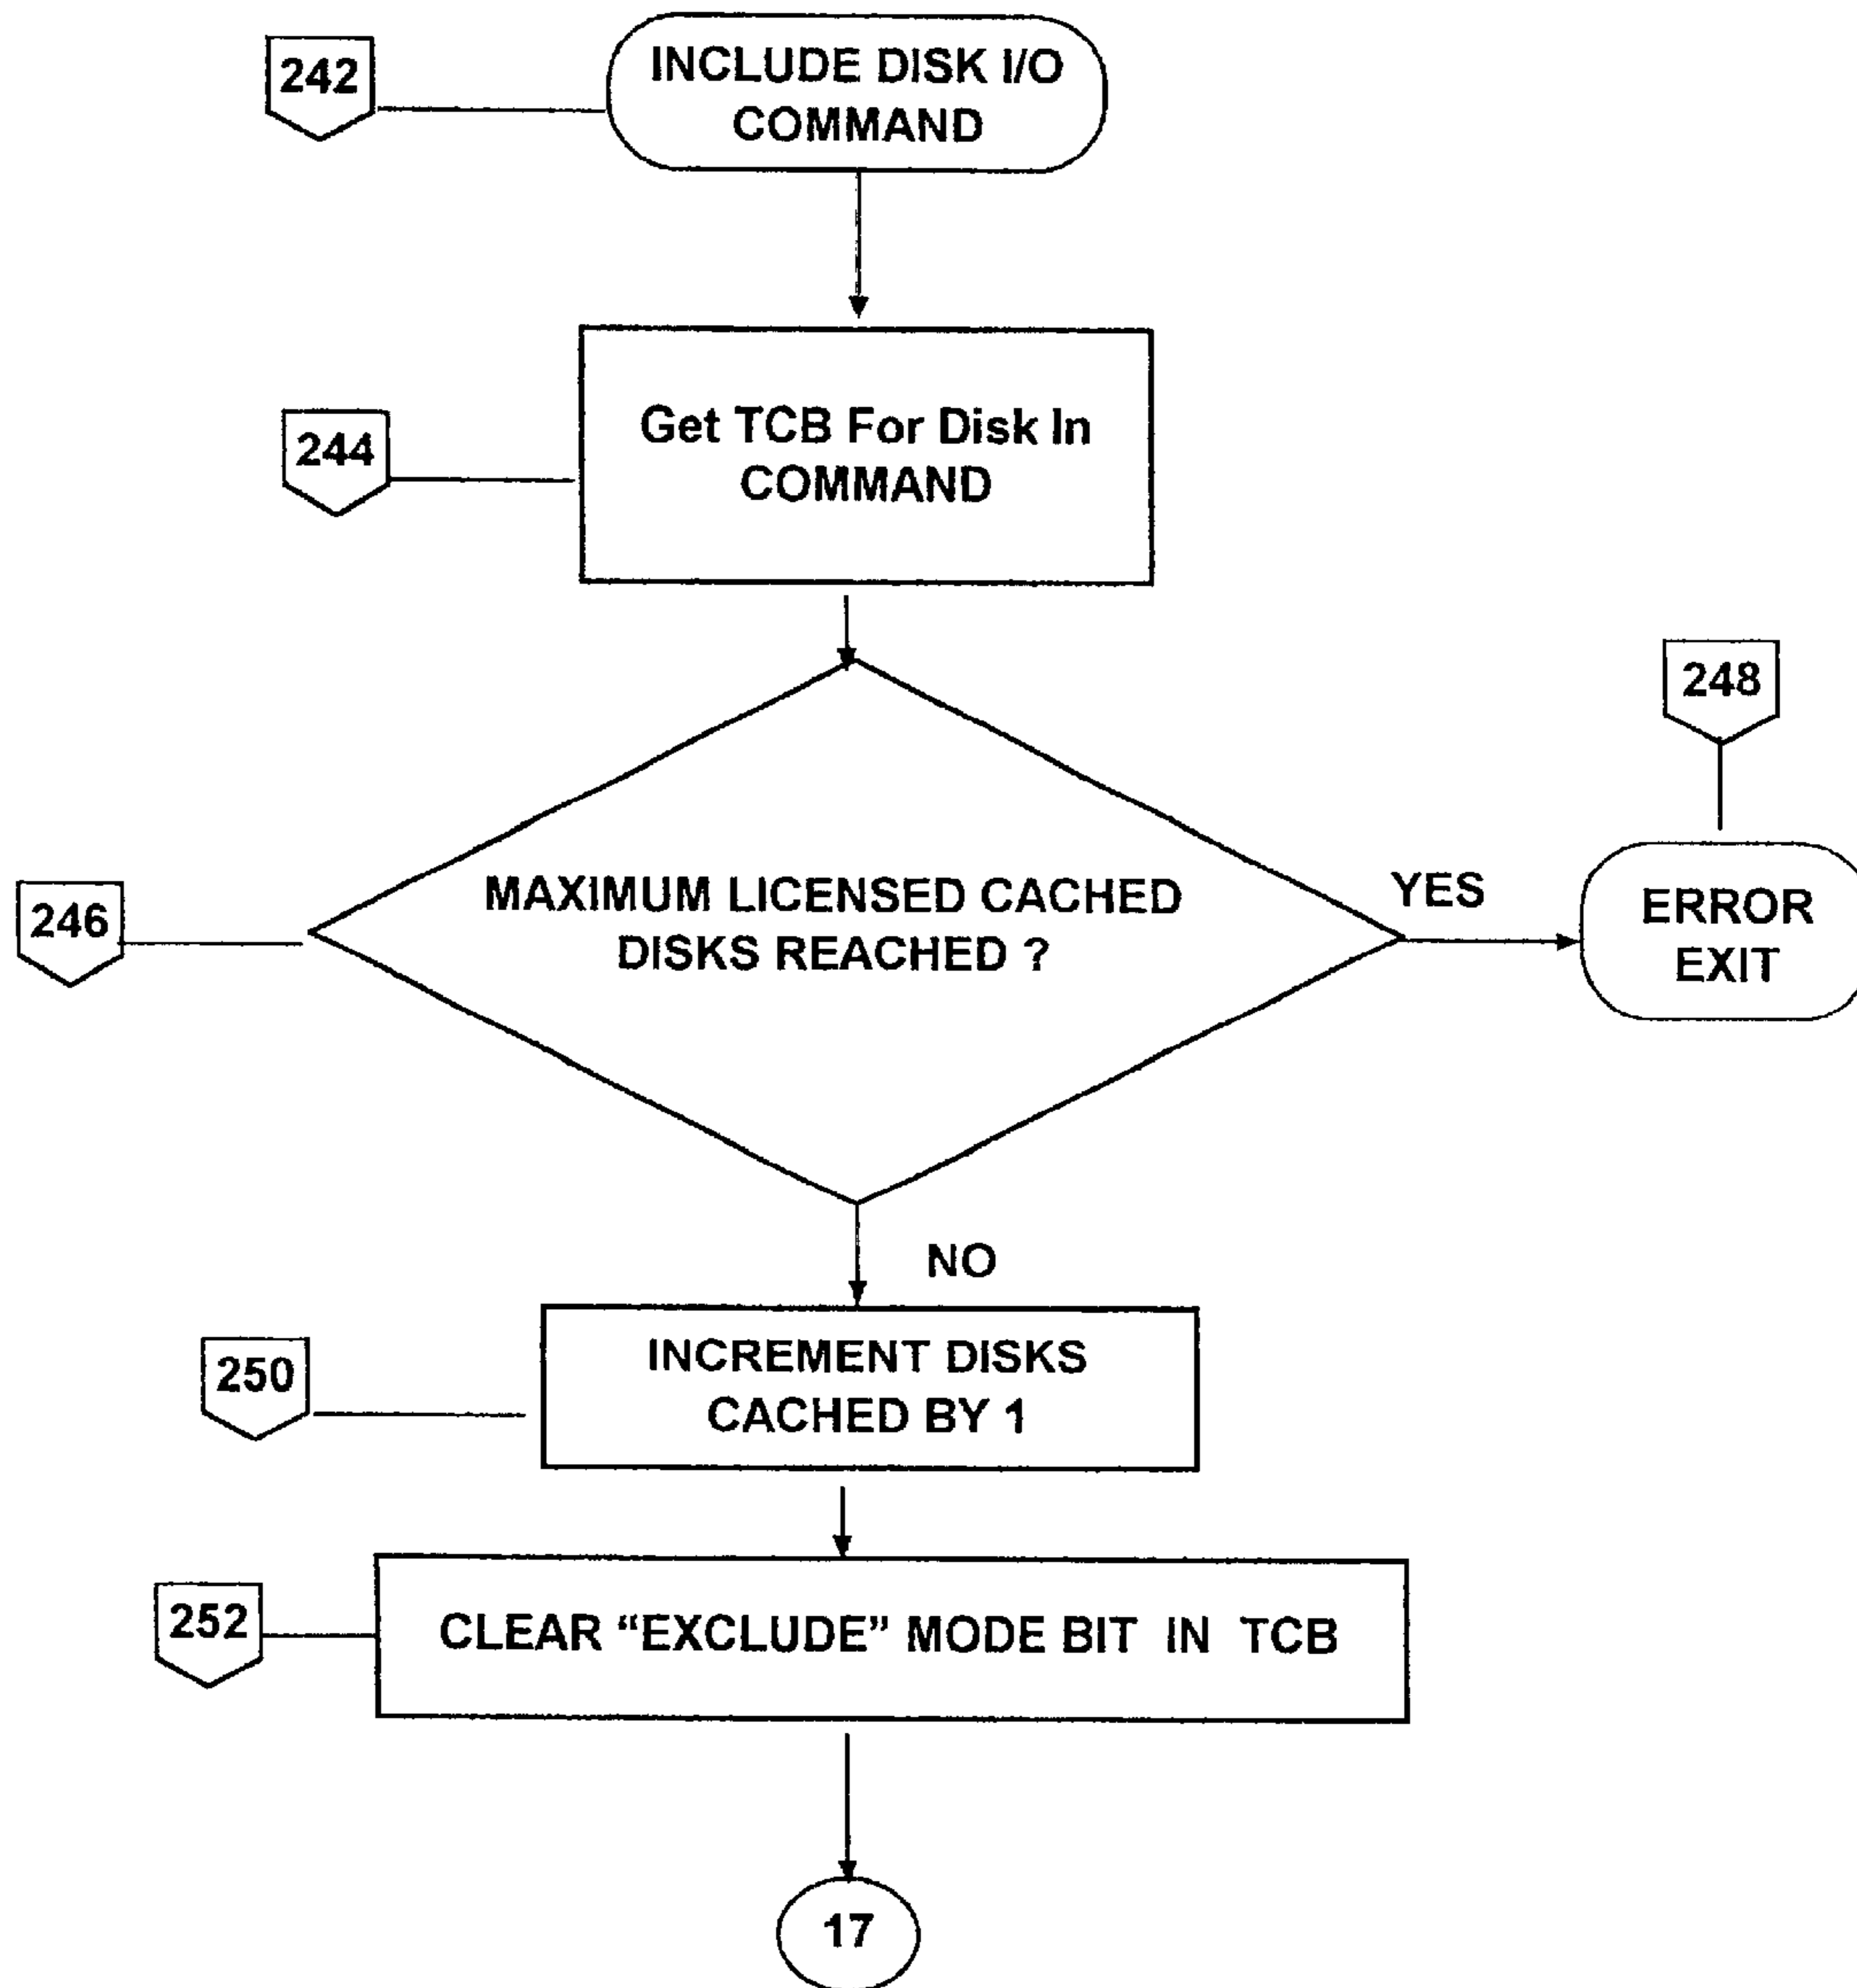 242
INCLUDE DISK I/O
COMMAND
244
Get TCB For Disk In
COMMAND
248
246
MAXIMUM LICENSED CACHED
DISKS REACHED ?
YES
ERROR
EXIT
NO
250
INCREMENT DISKS
CACHED BY 1
252
CLEAR “EXCLUDE” MODE BIT IN TCB
17